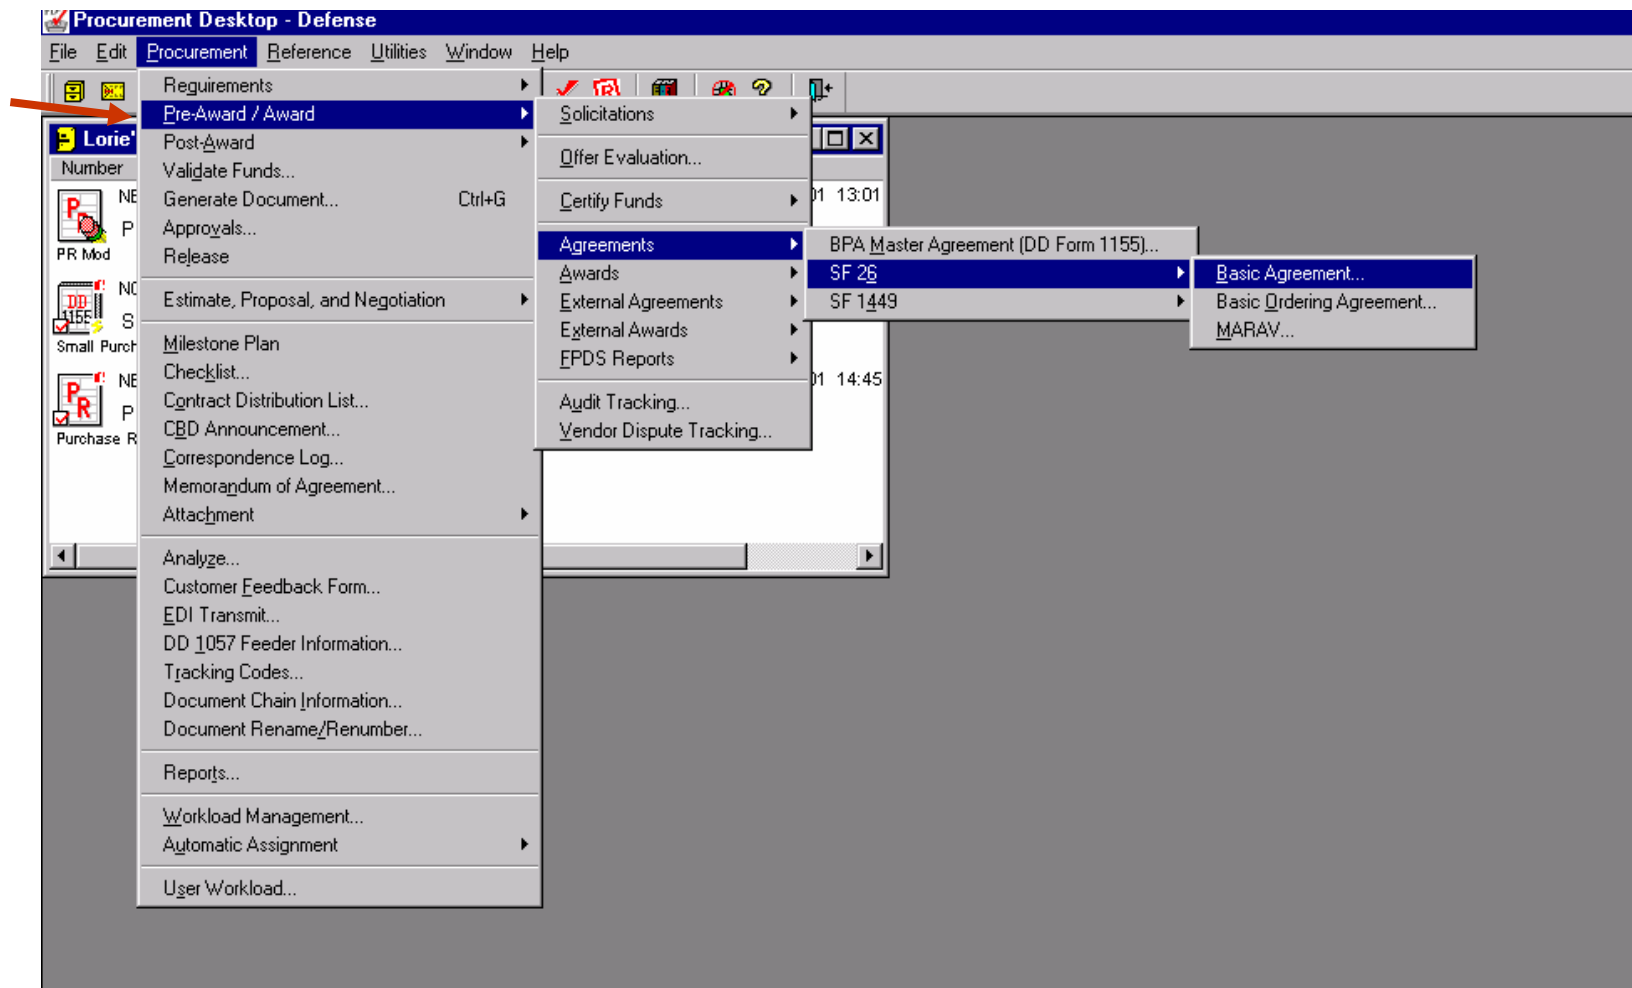 Procurement Desktop - Defense
File Edit Procurement Reference Utilities Window Help
Requirements
Pre-Award / Award
Post-Award
Validate Funds...
Generate Document... Ctrl+G
Approvals...
Release
Estimate, Proposal, and Negotiation
Milestone Plan
Checklist...
Contract Distribution List...
CBD Announcement...
Correspondence Log...
Memorandum of Agreement...
Attachment
Analyze...
Customer Feedback Form...
EDI Transmit...
DD 1057 Feeder Information...
Tracking Codes...
Document Chain Information...
Document Rename/Renumber...
Reports...
Workload Management...
Automatic Assignment
User Workload...
Solicitations
Offer Evaluation...
Certify Funds
Agreements
Awards
External Agreements
External Awards
FPDS Reports
Audit Tracking...
Vendor Dispute Tracking...
BPA Master Agreement (DD Form 1155)...
SF 26
SF 1449
Basic Agreement...
Basic Ordering Agreement...
MARAV...
Lorie'
Number
NE
P
PR Mod
13:01
DD
1155
S
Small Purch
NE
P
PR
Purchase R
14:45